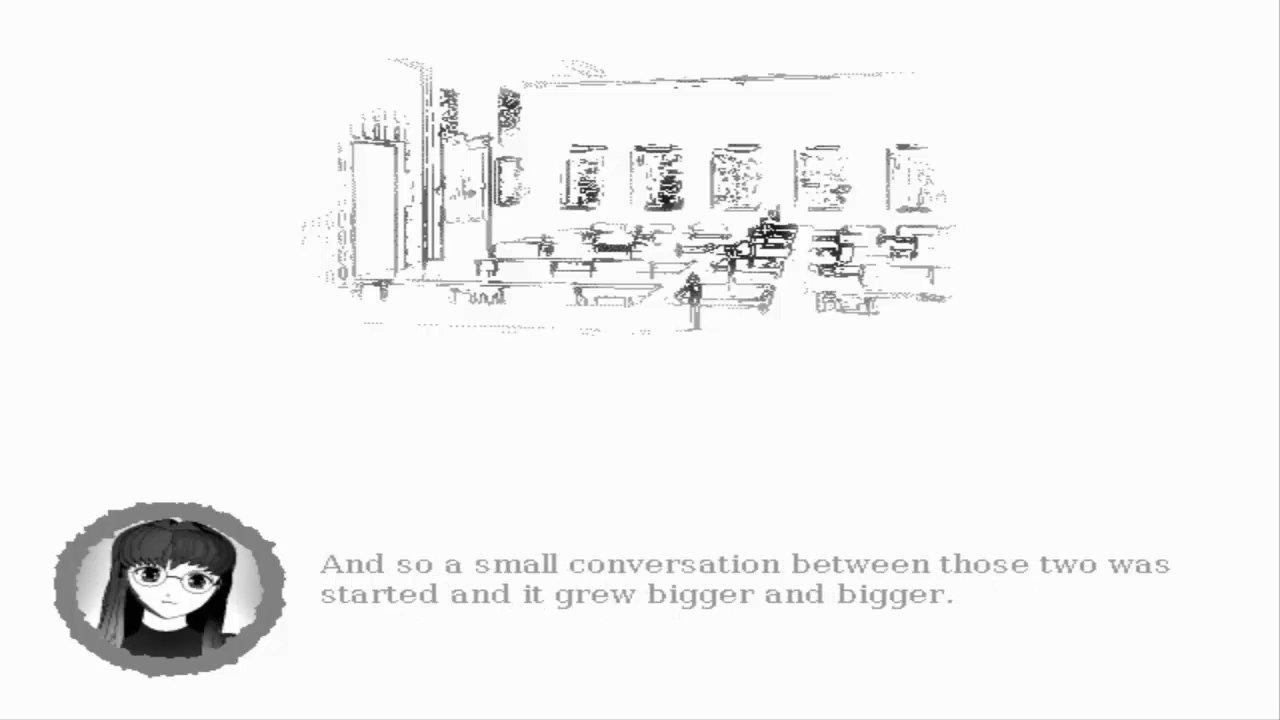 And so a small conversation between those two was
started and it grew bigger and bigger.